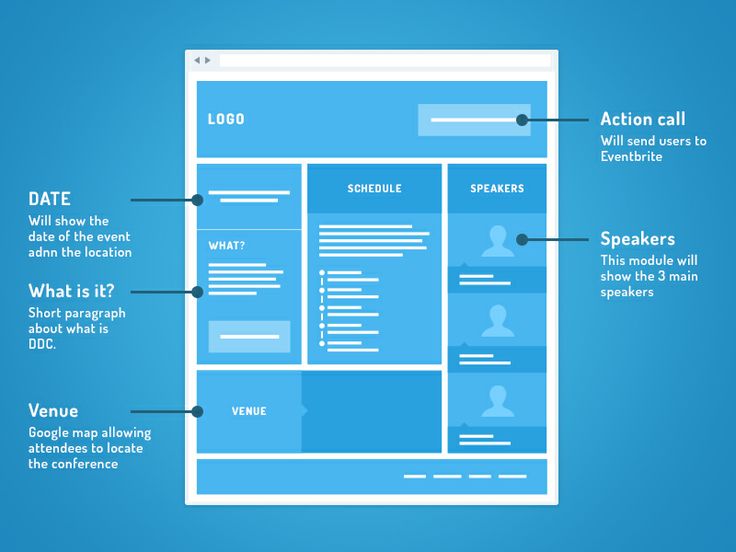 LOGO
Action call
Will send users to
Eventbrite
DATE
Will show the
date of the event
adnn the location
SCHEDULE
SPEAKERS
WHAT?
Speakers
This module will
show the 3 main
speakers
What is it?
Short paragraph
about what is
DDC.
Venue
Google map allowing
attendees to locate
the conference
VENUE